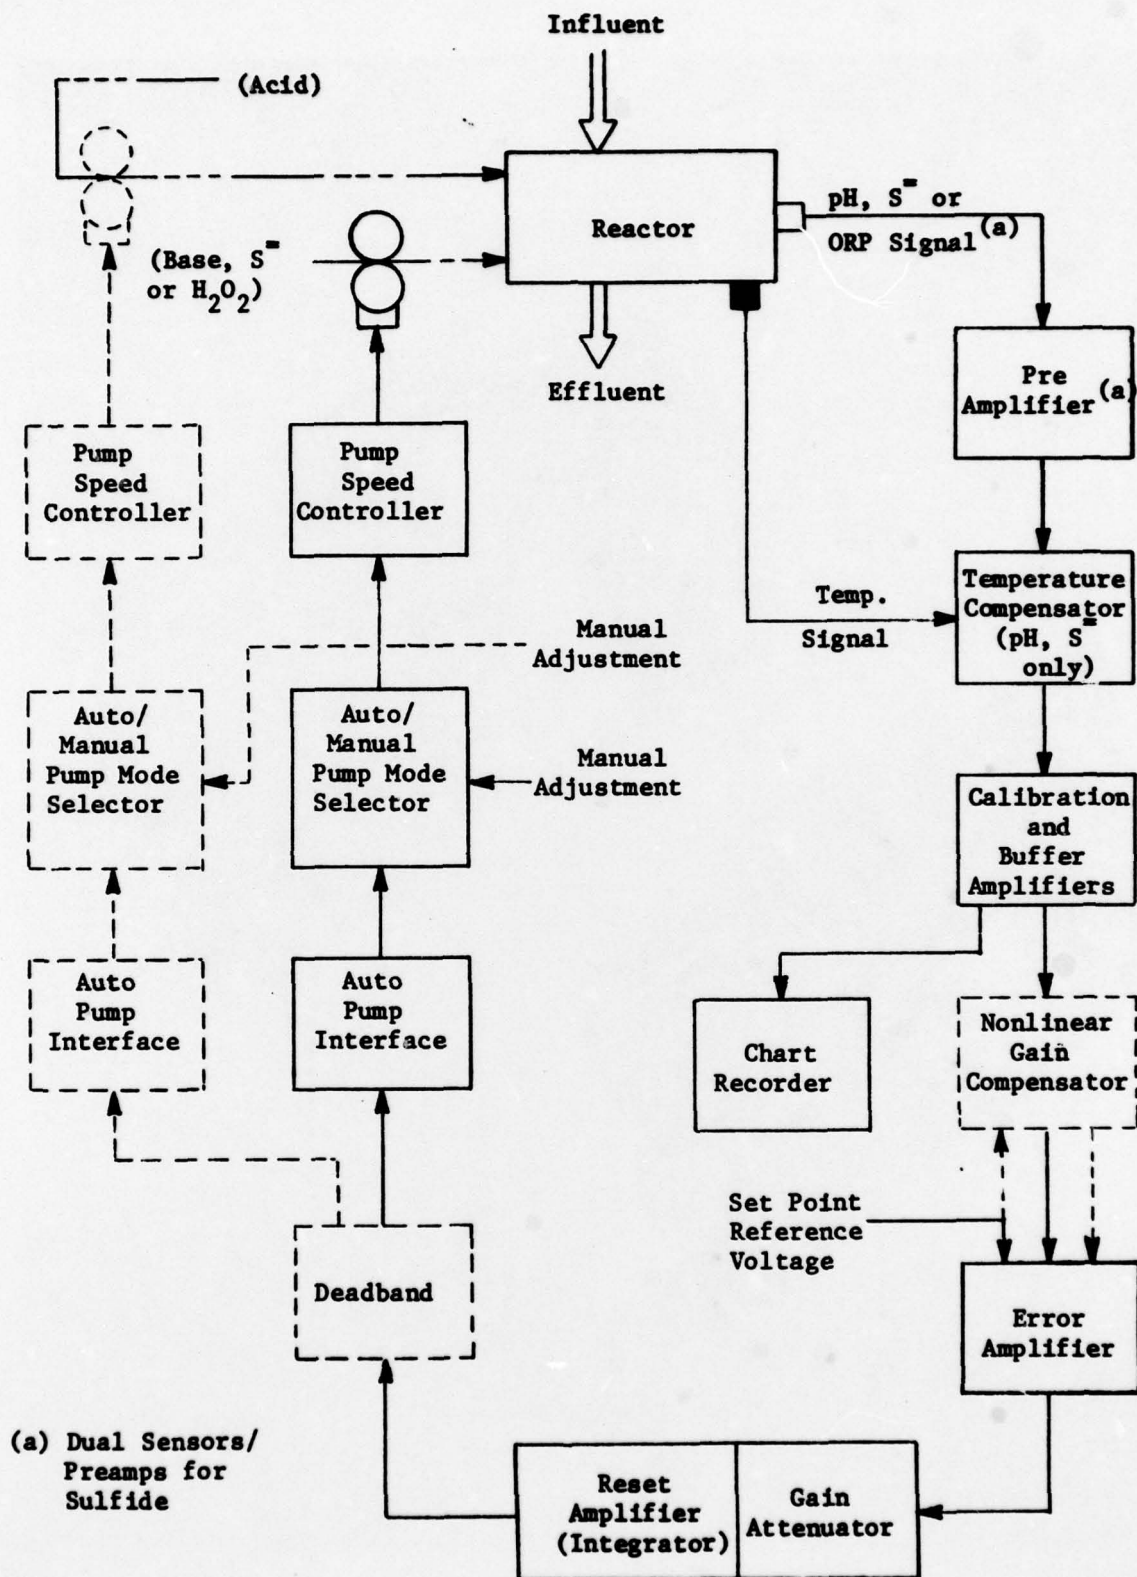 Influent
(Acid)
Reactor
pH, S= or
ORP Signal(a)
(Base, S=
or H2O2)
Effluent
Pre
Amplifier(a)
Pump
Speed
Controller
Pump
Speed
Controller
Temp.
Signal
Temperature
Compensator
(pH, S=
only)
Manual
Adjustment
Auto/
Manual
Pump Mode
Selector
Auto/
Manual
Pump Mode
Selector
Manual
Adjustment
Calibration
and
Buffer
Amplifiers
Auto
Pump
Interface
Auto
Pump
Interface
Chart
Recorder
Nonlinear
Gain
Compensator
Set Point
Reference
Voltage
Deadband
Error
Amplifier
(a) Dual Sensors/
Preamps for
Sulfide
Reset
Amplifier
(Integrator)
Gain
Attenuator